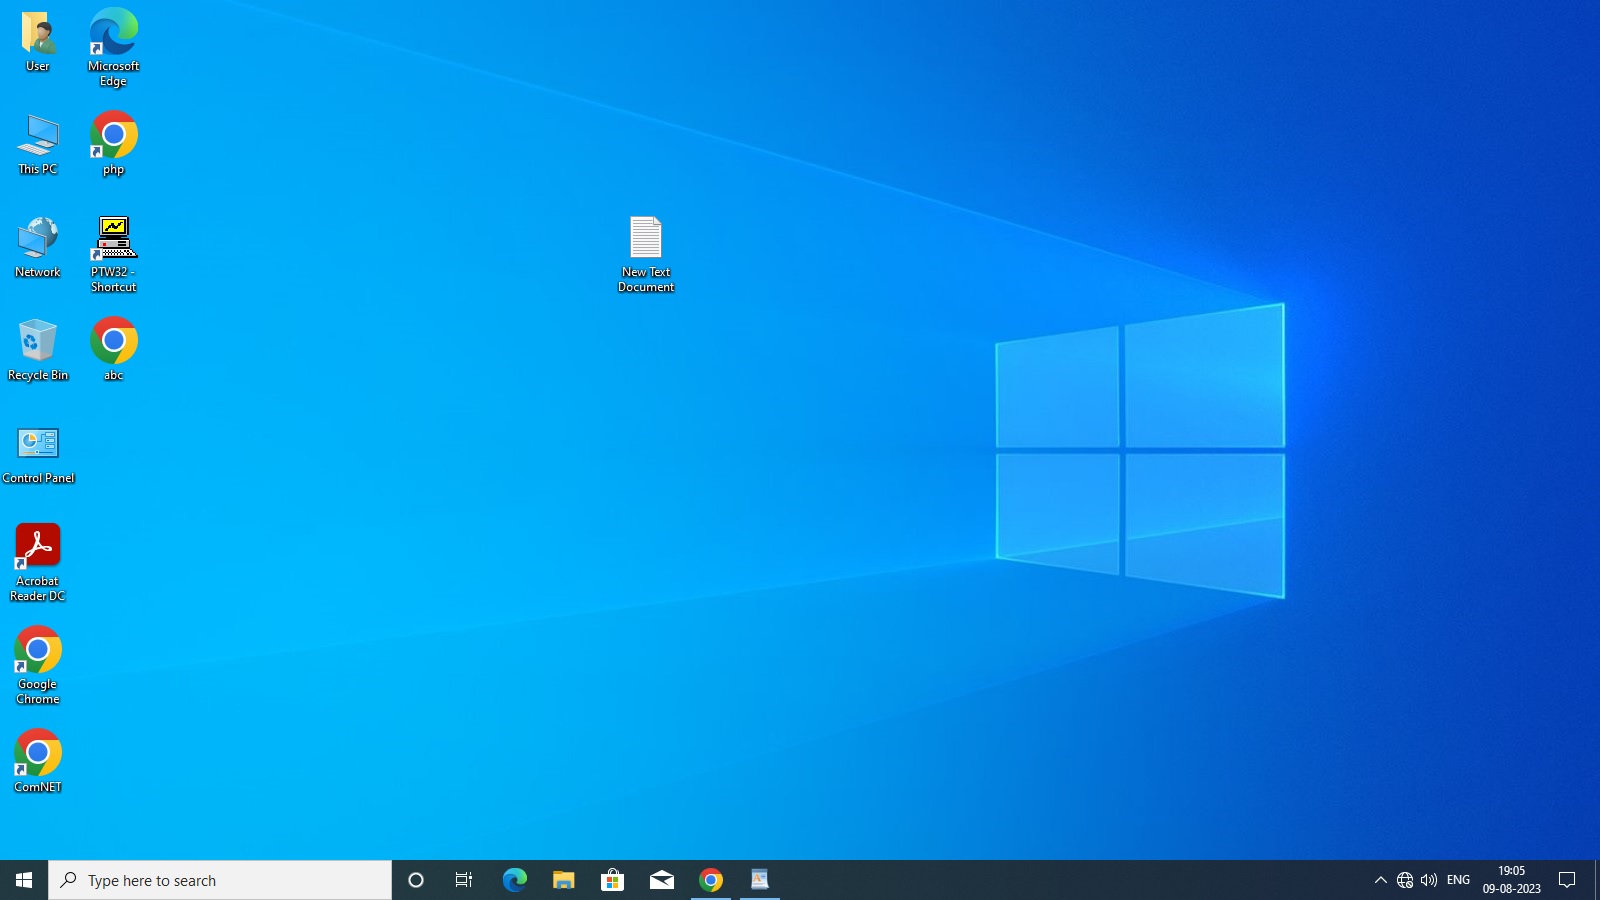 User
Microsoft
Edge
This PC
php
Network
PTW32 -
Shortcut
New Text
Document
Recycle Bin
abc
Control Panel
Acrobat
Reader DC
Google
Chrome
ComNET
Type here to search
ENG
19:05
09-08-2023